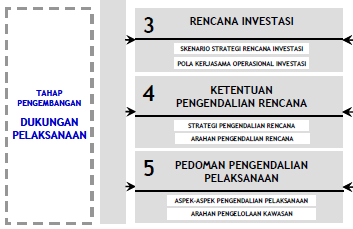 TAHAP
PENGEMBANGAN
DUKUNGAN
PELAKSANAAN
3
RENCANA INVESTASI
SKENARIO STRATEGI RENCANA INVESTASI
POLA KERJASAMA OPERASIONAL INVESTASI
4
KETENTUAN
PENGENDALIAN RENCANA
STRATEGI PENGENDALIAN RENCANA
ARAHAN PENGENDALIAN RENCANA
5
PEDOMAN PENGENDALIAN
PELAKSANAAN
ASPEK-ASPEK PENGENDALIAN PELAKSANAAN
ARAHAN PENGELOLAAN KAWASAN